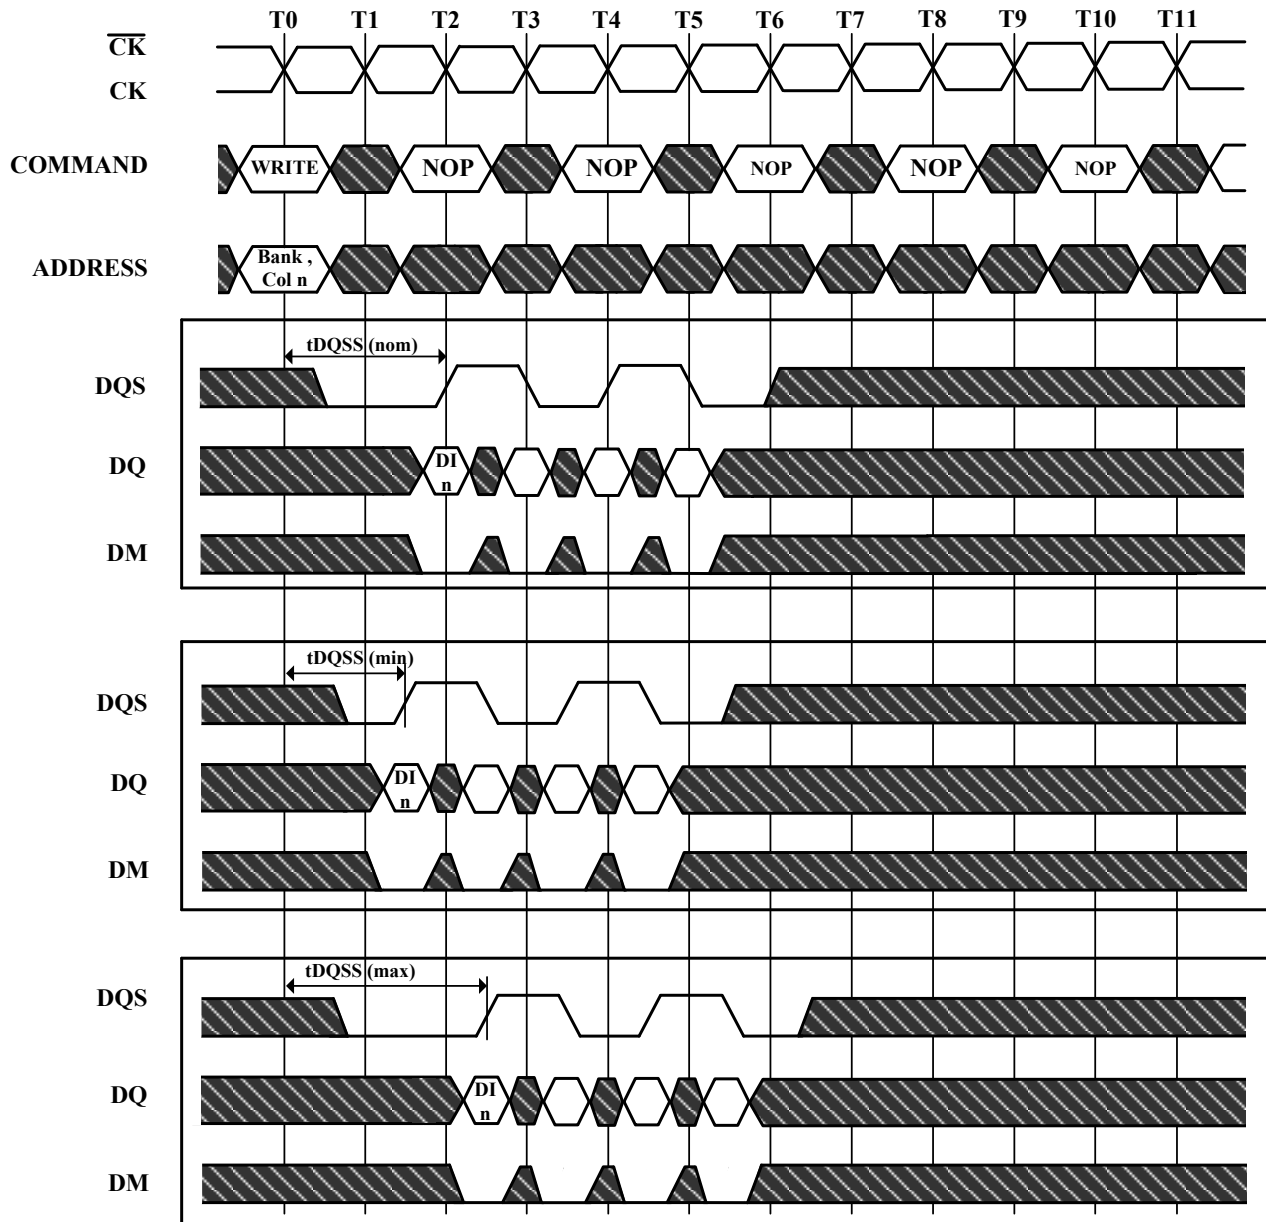 T0 T1 T2 T3 T4 T5 T6 T7 T8 T9 T10 T11
CK
CK
COMMAND WRITE NOP NOP NOP NOP NOP
ADDRESS Bank ,
Col n
tDQSS (nom)
DQS
DQ DI
n
DM
tDQSS (min)
DQS
DQ DI
n
DM
tDQSS (max)
DQS
DQ DI
n
DM